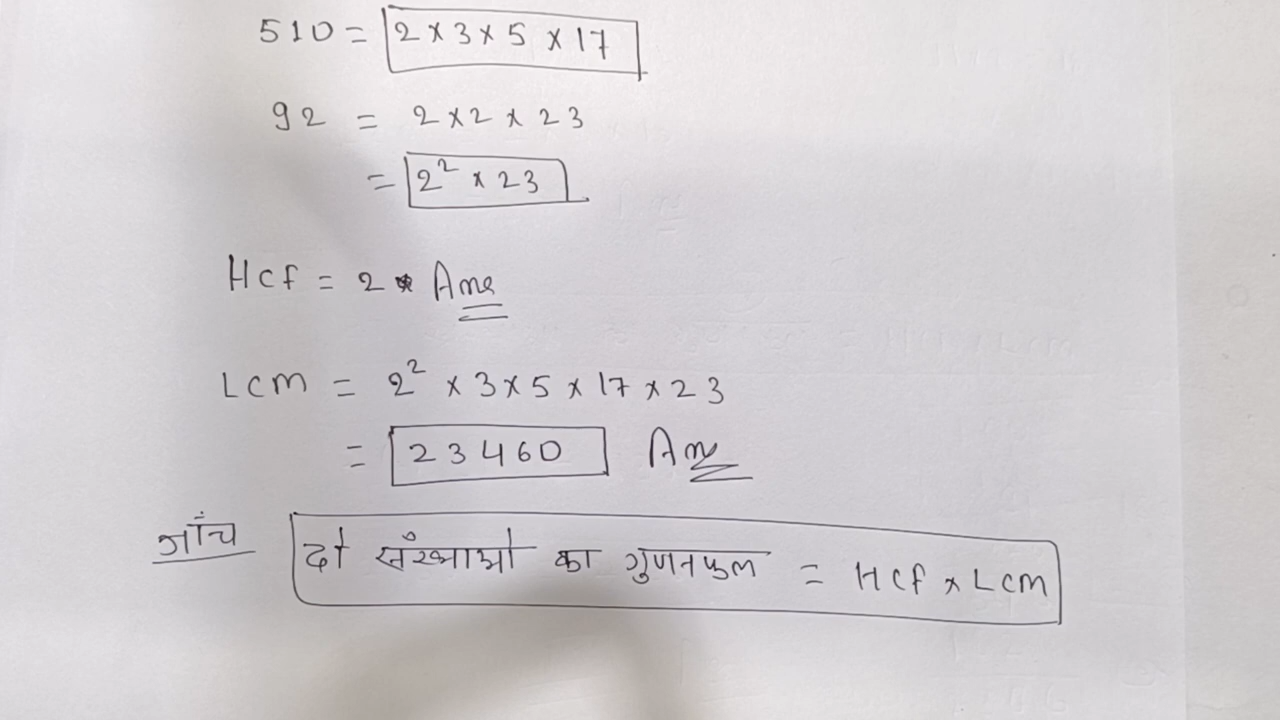 510 = 2 × 3 × 5 × 17
92 = 2 × 2 × 23
= 2² × 23
Hcf = 2 Ans
Lcm = 2² × 3 × 5 × 17 × 23
= 23460 Ans
जाँच दो संख्याओ का गुणनफल = Hcf × Lcm